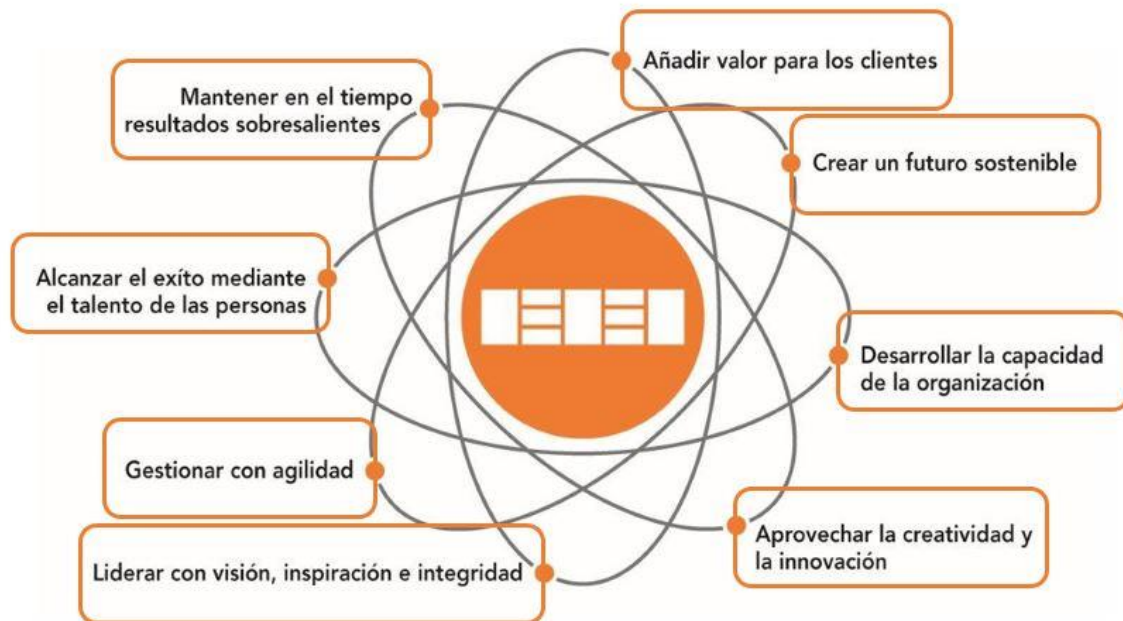 Añadir valor para los clientes
Mantener en el tiempo
resultados sobresalientes
Crear un futuro sostenible
Alcanzar el exíto mediante
el talento de las personas
Desarrollar la capacidad
de la organización
Gestionar con agilidad
Aprovechar la creatividad y
la innovación
Liderar con visión, inspiración e integridad